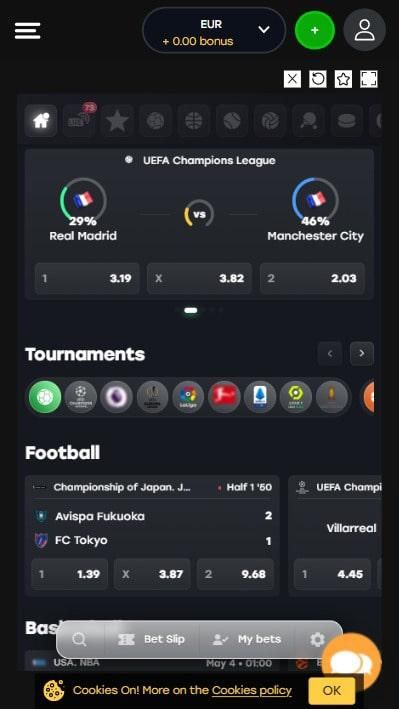 EUR
+ 0.00 bonus
+
73
UEFA Champions League
29%
VS
46%
Real Madrid
Manchester City
1 3.19
X 3.82
2 2.03
Tournaments
Football
Championship of Japan. J...
Half 1 '50
UEFA Champi
Avispa Fukuoka 2
FC Tokyo 1
Villarreal
1 1.39
X 3.87
2 9.68
1 4.45
Bas
Bet Slip
My bets
USA. NBA
May 4 • 01:00
Cookies On! More on the Cookies policy
OK